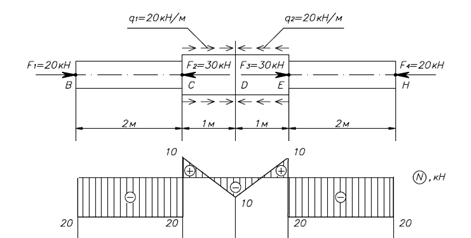 q₁=20кН/м q₂=20кН/м
F₁=20кН F₂=30кН F₃=30кН F₄=20кН
B C D E H
2м 1м 1м 2м
10 10
N, кН
+ +
− − −
10
20 20 20 20